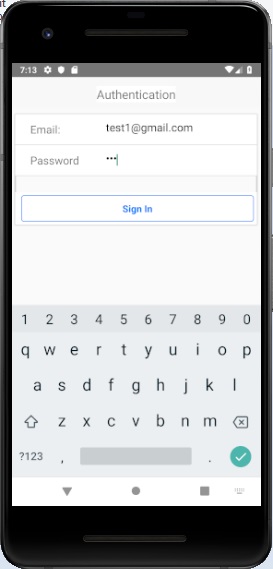 7:13
Authentication
Email: test1@gmail.com
Password •••
Sign In
1 2 3 4 5 6 7 8 9 0
q w e r t y u i o p
a s d f g h j k l
z x c v b n m
?123 , .